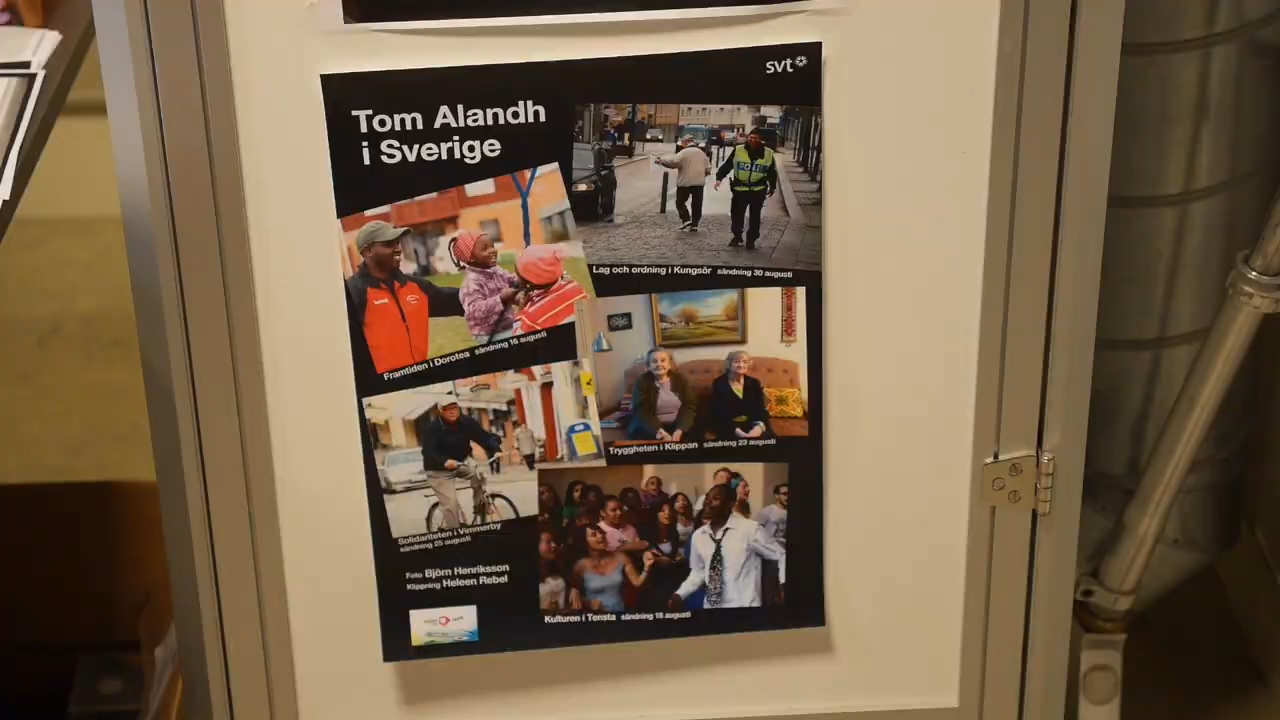 svt
Tom Alandh
i Sverige
POLIS
Lag och ordning i Kungsör sändning 30 augusti
Framtiden i Dorotea sändning 16 augusti
Tryggheten i Klippan sändning 23 augusti
Solidariteten i Vimmerby
sändning 25 augusti
Foto Björn Henriksson
Klippning Heleen Rebel
Kulturen i Tensta sändning 18 augusti